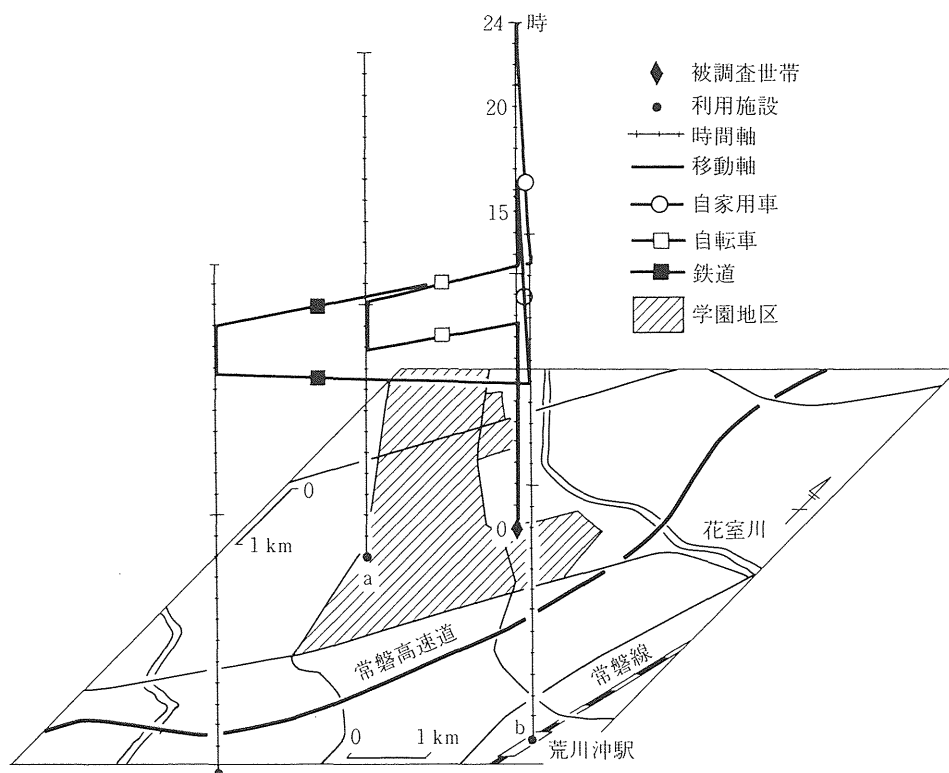 24 時
20
15
0
被調査世帯
利用施設
時間軸
移動軸
自家用車
自転車
鉄道
学園地区
0
1 km
a
花室川
常磐高速道
常磐線
0 1 km
b
荒川沖駅